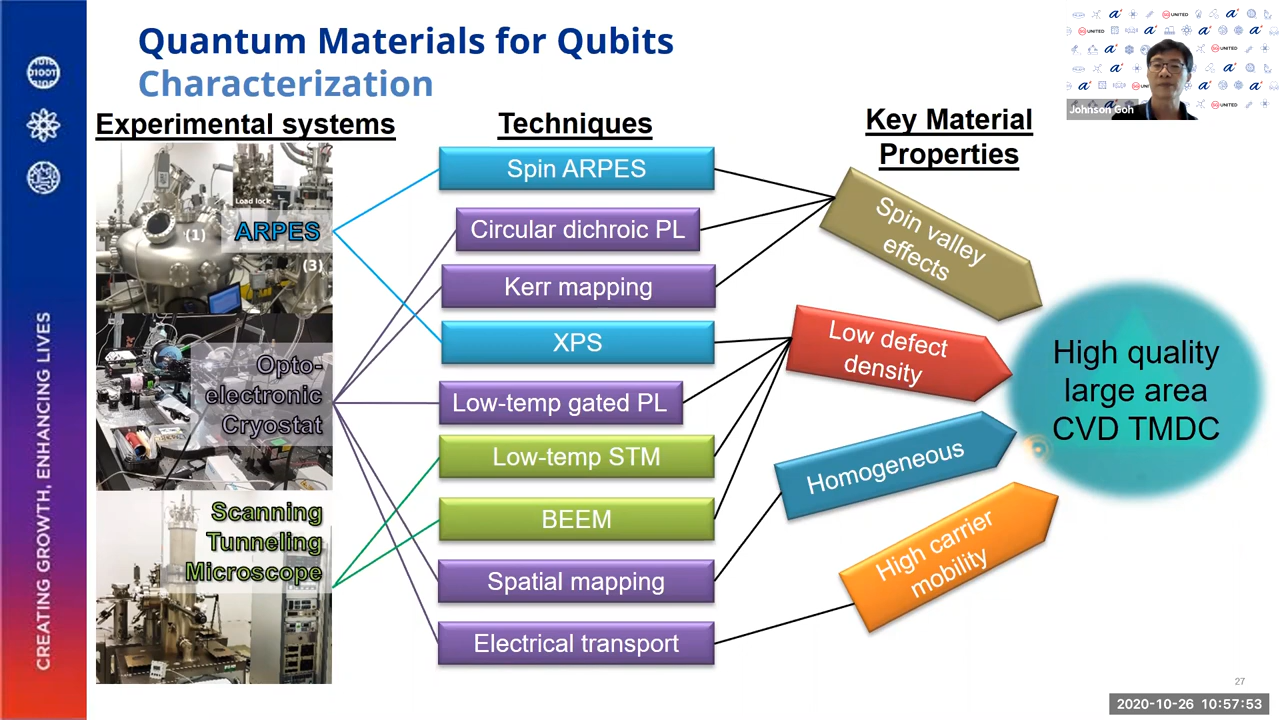 Quantum Materials for Qubits
Characterization
Johnson Goh
Experimental systems
Techniques
Key Material
Properties
Load lock
(1)
ARPES
(3)
Opto-
electronic
Cryostat
Scanning
Tunneling
Microscope
Spin ARPES
Circular dichroic PL
Kerr mapping
XPS
Low-temp gated PL
Low-temp STM
BEEM
Spatial mapping
Electrical transport
Spin valley
effects
Low defect
density
Homogeneous
High carrier
mobility
High quality
large area
CVD TMDC
CREATING GROWTH, ENHANCING LIVES
27
2020-10-26 10:57:53